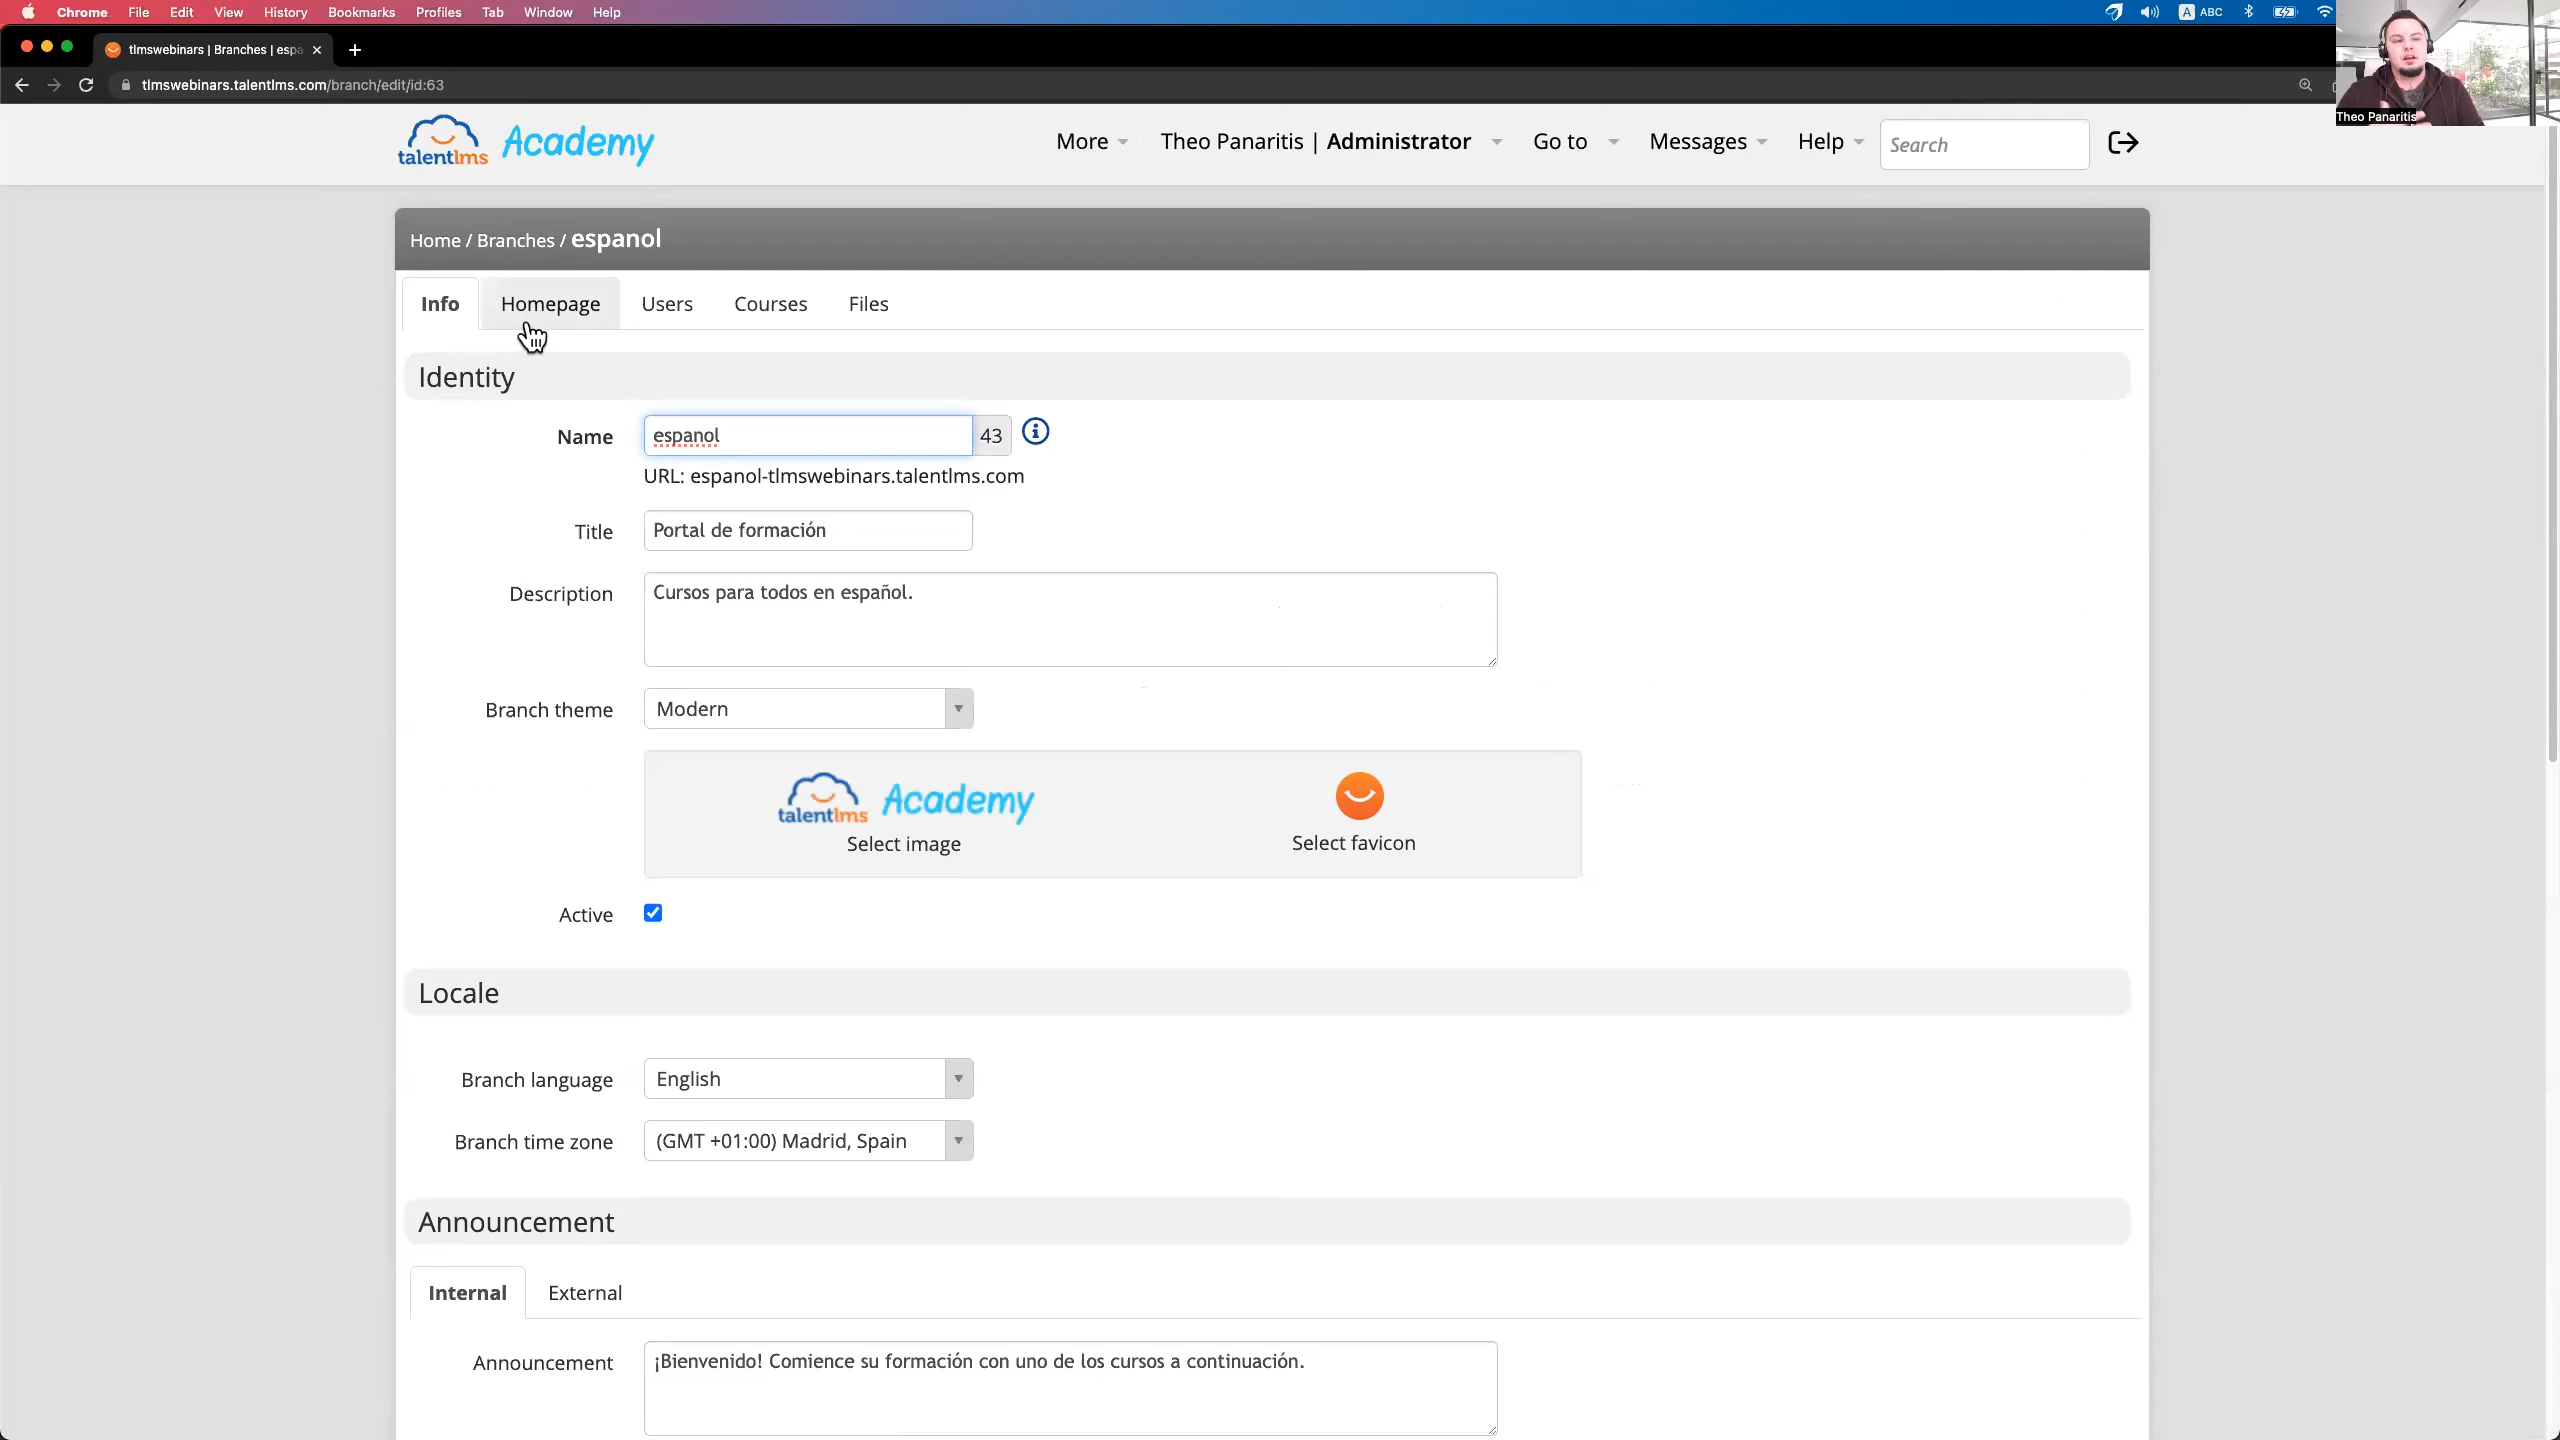 Chrome File Edit View History Bookmarks Profiles Tab Window Help
A ABC
tlmswebinars | Branches | espa
tlmswebinars.talentlms.com/branch/edit/id:63
Theo Panaritis
talentlms Academy
More Theo Panaritis | Administrator Go to Messages Help Search
Home / Branches / espanol
Info Homepage Users Courses Files
Identity
Name espanol 43
URL: espanol-tlmswebinars.talentlms.com
Title Portal de formación
Description Cursos para todos en español.
Branch theme Modern
talentlms Academy
Select image Select favicon
Active
Locale
Branch language English
Branch time zone (GMT +01:00) Madrid, Spain
Announcement
Internal External
Announcement ¡Bienvenido! Comience su formación con uno de los cursos a continuación.